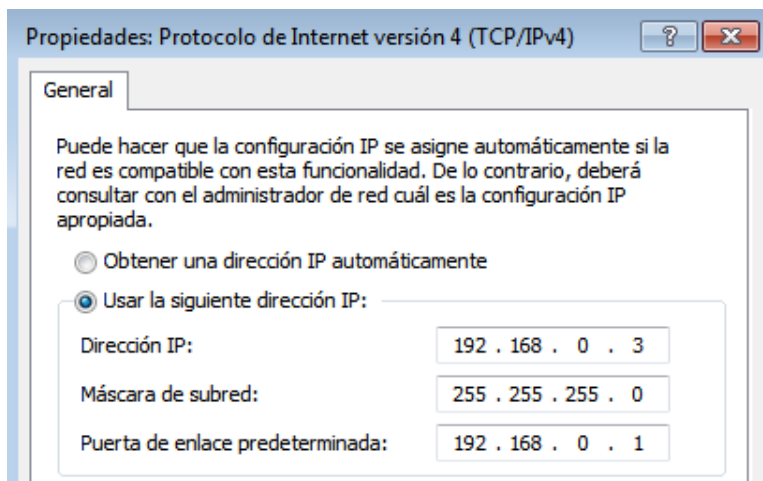 Propiedades: Protocolo de Internet versión 4 (TCP/IPv4)
General
Puede hacer que la configuración IP se asigne automáticamente si la
red es compatible con esta funcionalidad. De lo contrario, deberá
consultar con el administrador de red cuál es la configuración IP
apropiada.
Obtener una dirección IP automáticamente
Usar la siguiente dirección IP:
Dirección IP: 192 . 168 . 0 . 3
Máscara de subred: 255 . 255 . 255 . 0
Puerta de enlace predeterminada: 192 . 168 . 0 . 1